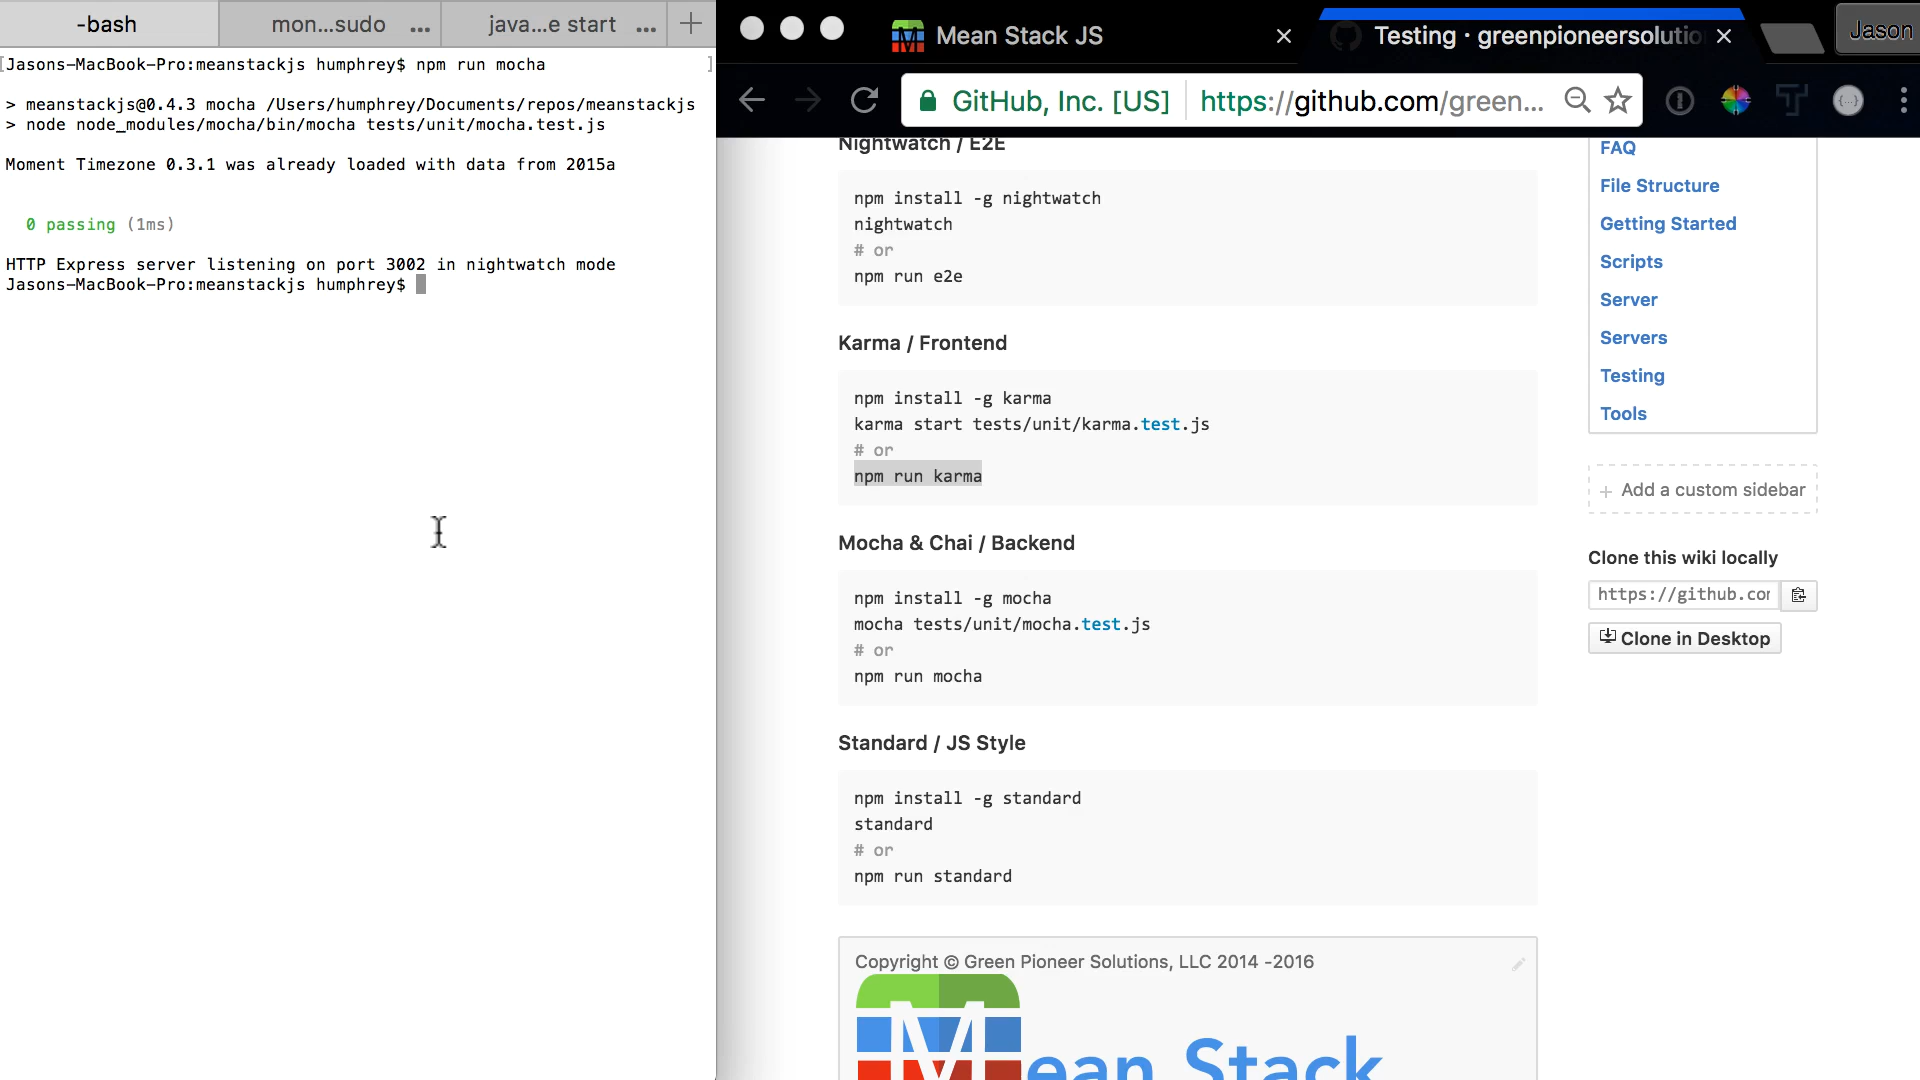 -bash
mon...sudo ...
java...e start ...
[Jasons-MacBook-Pro:meanstackjs humphrey$ npm run mocha ]
> meanstackjs@0.4.3 mocha /Users/humphrey/Documents/repos/meanstackjs
> node node_modules/mocha/bin/mocha tests/unit/mocha.test.js
Moment Timezone 0.3.1 was already loaded with data from 2015a
0 passing (1ms)
HTTP Express server listening on port 3002 in nightwatch mode
Jasons-MacBook-Pro:meanstackjs humphrey$
Mean Stack JS
Testing · greenpioneersolutio
Jason
GitHub, Inc. [US] https://github.com/green...
Nightwatch / E2E
npm install -g nightwatch
nightwatch
# or
npm run e2e
Karma / Frontend
npm install -g karma
karma start tests/unit/karma.test.js
# or
npm run karma
Mocha & Chai / Backend
npm install -g mocha
mocha tests/unit/mocha.test.js
# or
npm run mocha
Standard / JS Style
npm install -g standard
standard
# or
npm run standard
Copyright © Green Pioneer Solutions, LLC 2014 -2016
Mean Stack
FAQ
File Structure
Getting Started
Scripts
Server
Servers
Testing
Tools
+ Add a custom sidebar
Clone this wiki locally
https://github.cor
Clone in Desktop